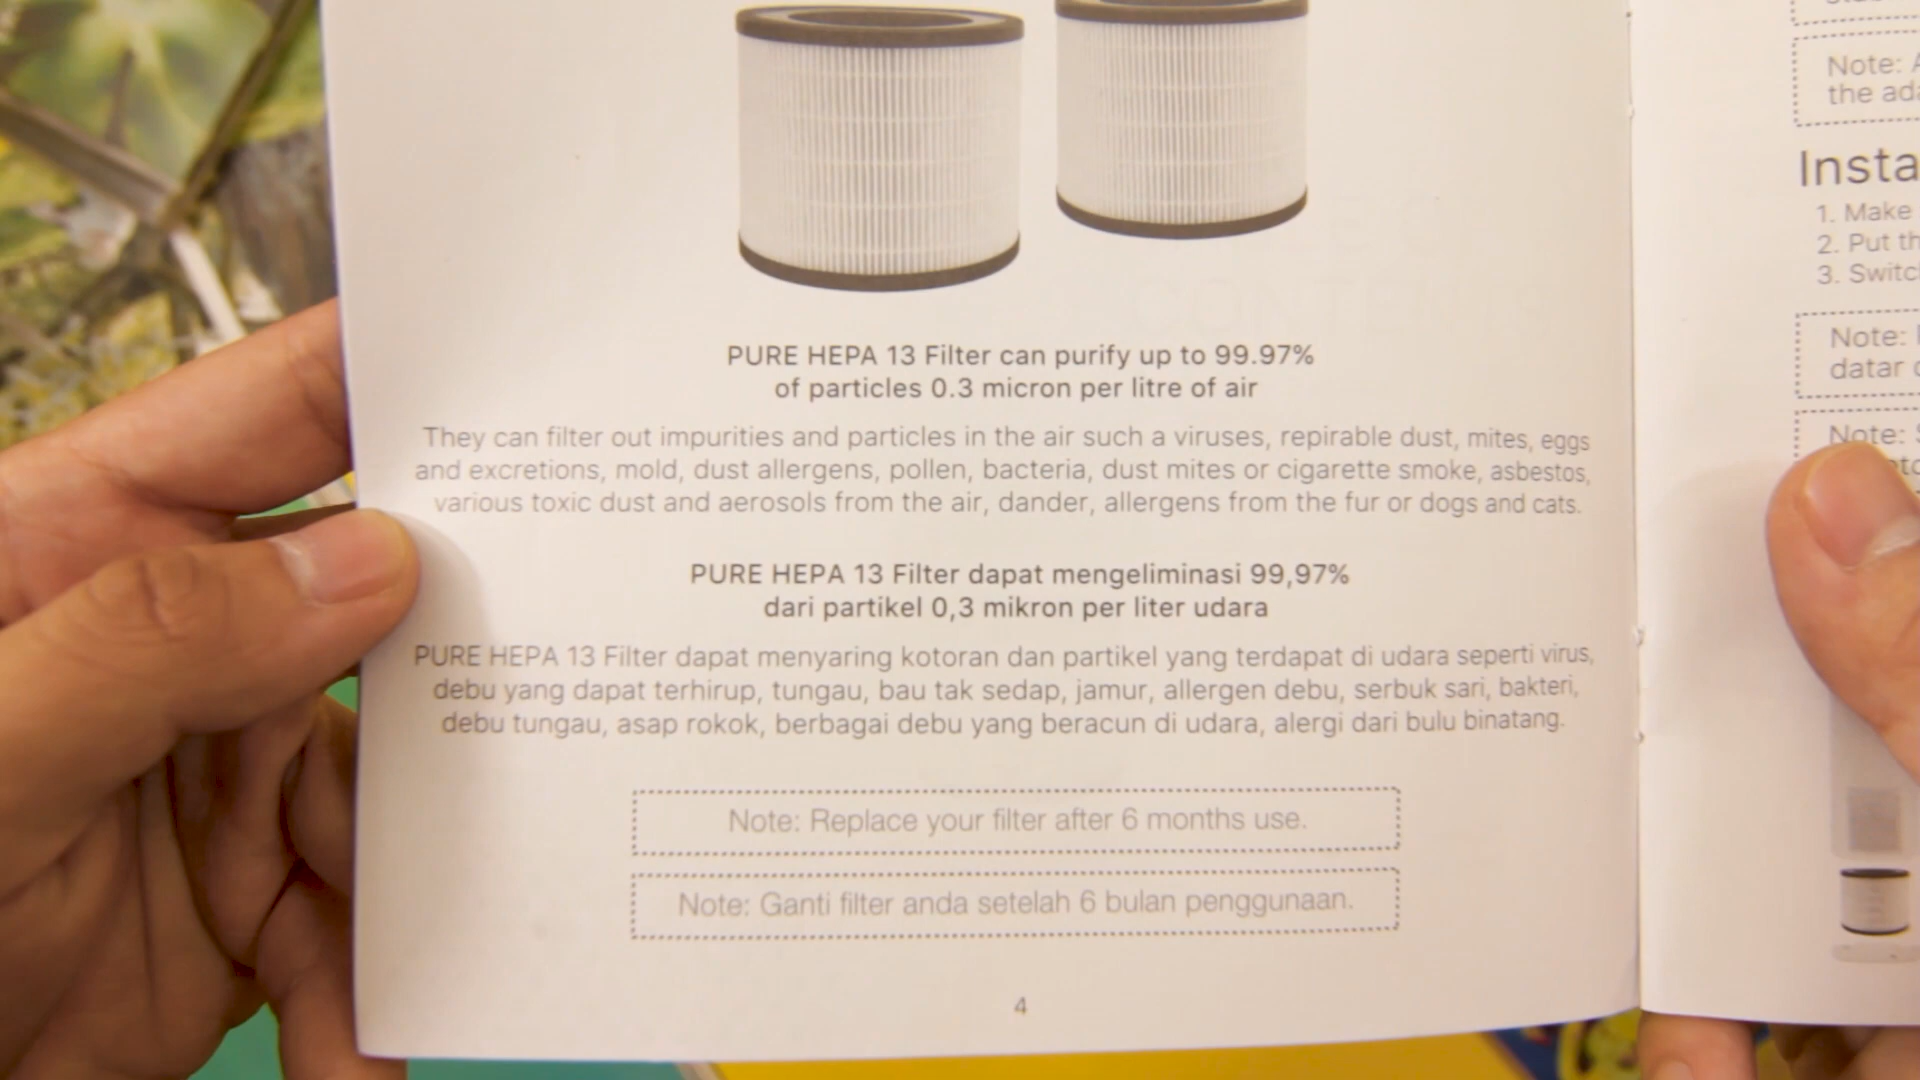 PURE HEPA 13 Filter can purify up to 99.97%
of particles 0.3 micron per litre of air
They can filter out impurities and particles in the air such a viruses, repirable dust, mites, eggs
and excretions, mold, dust allergens, pollen, bacteria, dust mites or cigarette smoke, asbestos,
various toxic dust and aerosols from the air, dander, allergens from the fur or dogs and cats.
PURE HEPA 13 Filter dapat mengeliminasi 99,97%
dari partikel 0,3 mikron per liter udara
PURE HEPA 13 Filter dapat menyaring kotoran dan partikel yang terdapat di udara seperti virus,
debu yang dapat terhirup, tungau, bau tak sedap, jamur, allergen debu, serbuk sari, bakteri,
debu tungau, asap rokok, berbagai debu yang beracun di udara, alergi dari bulu binatang.
Note: Replace your filter after 6 months use.
Note: Ganti filter anda setelah 6 bulan penggunaan.
4
Note:
the
1. Make
2. Put
3.
Note:
datar
Note: